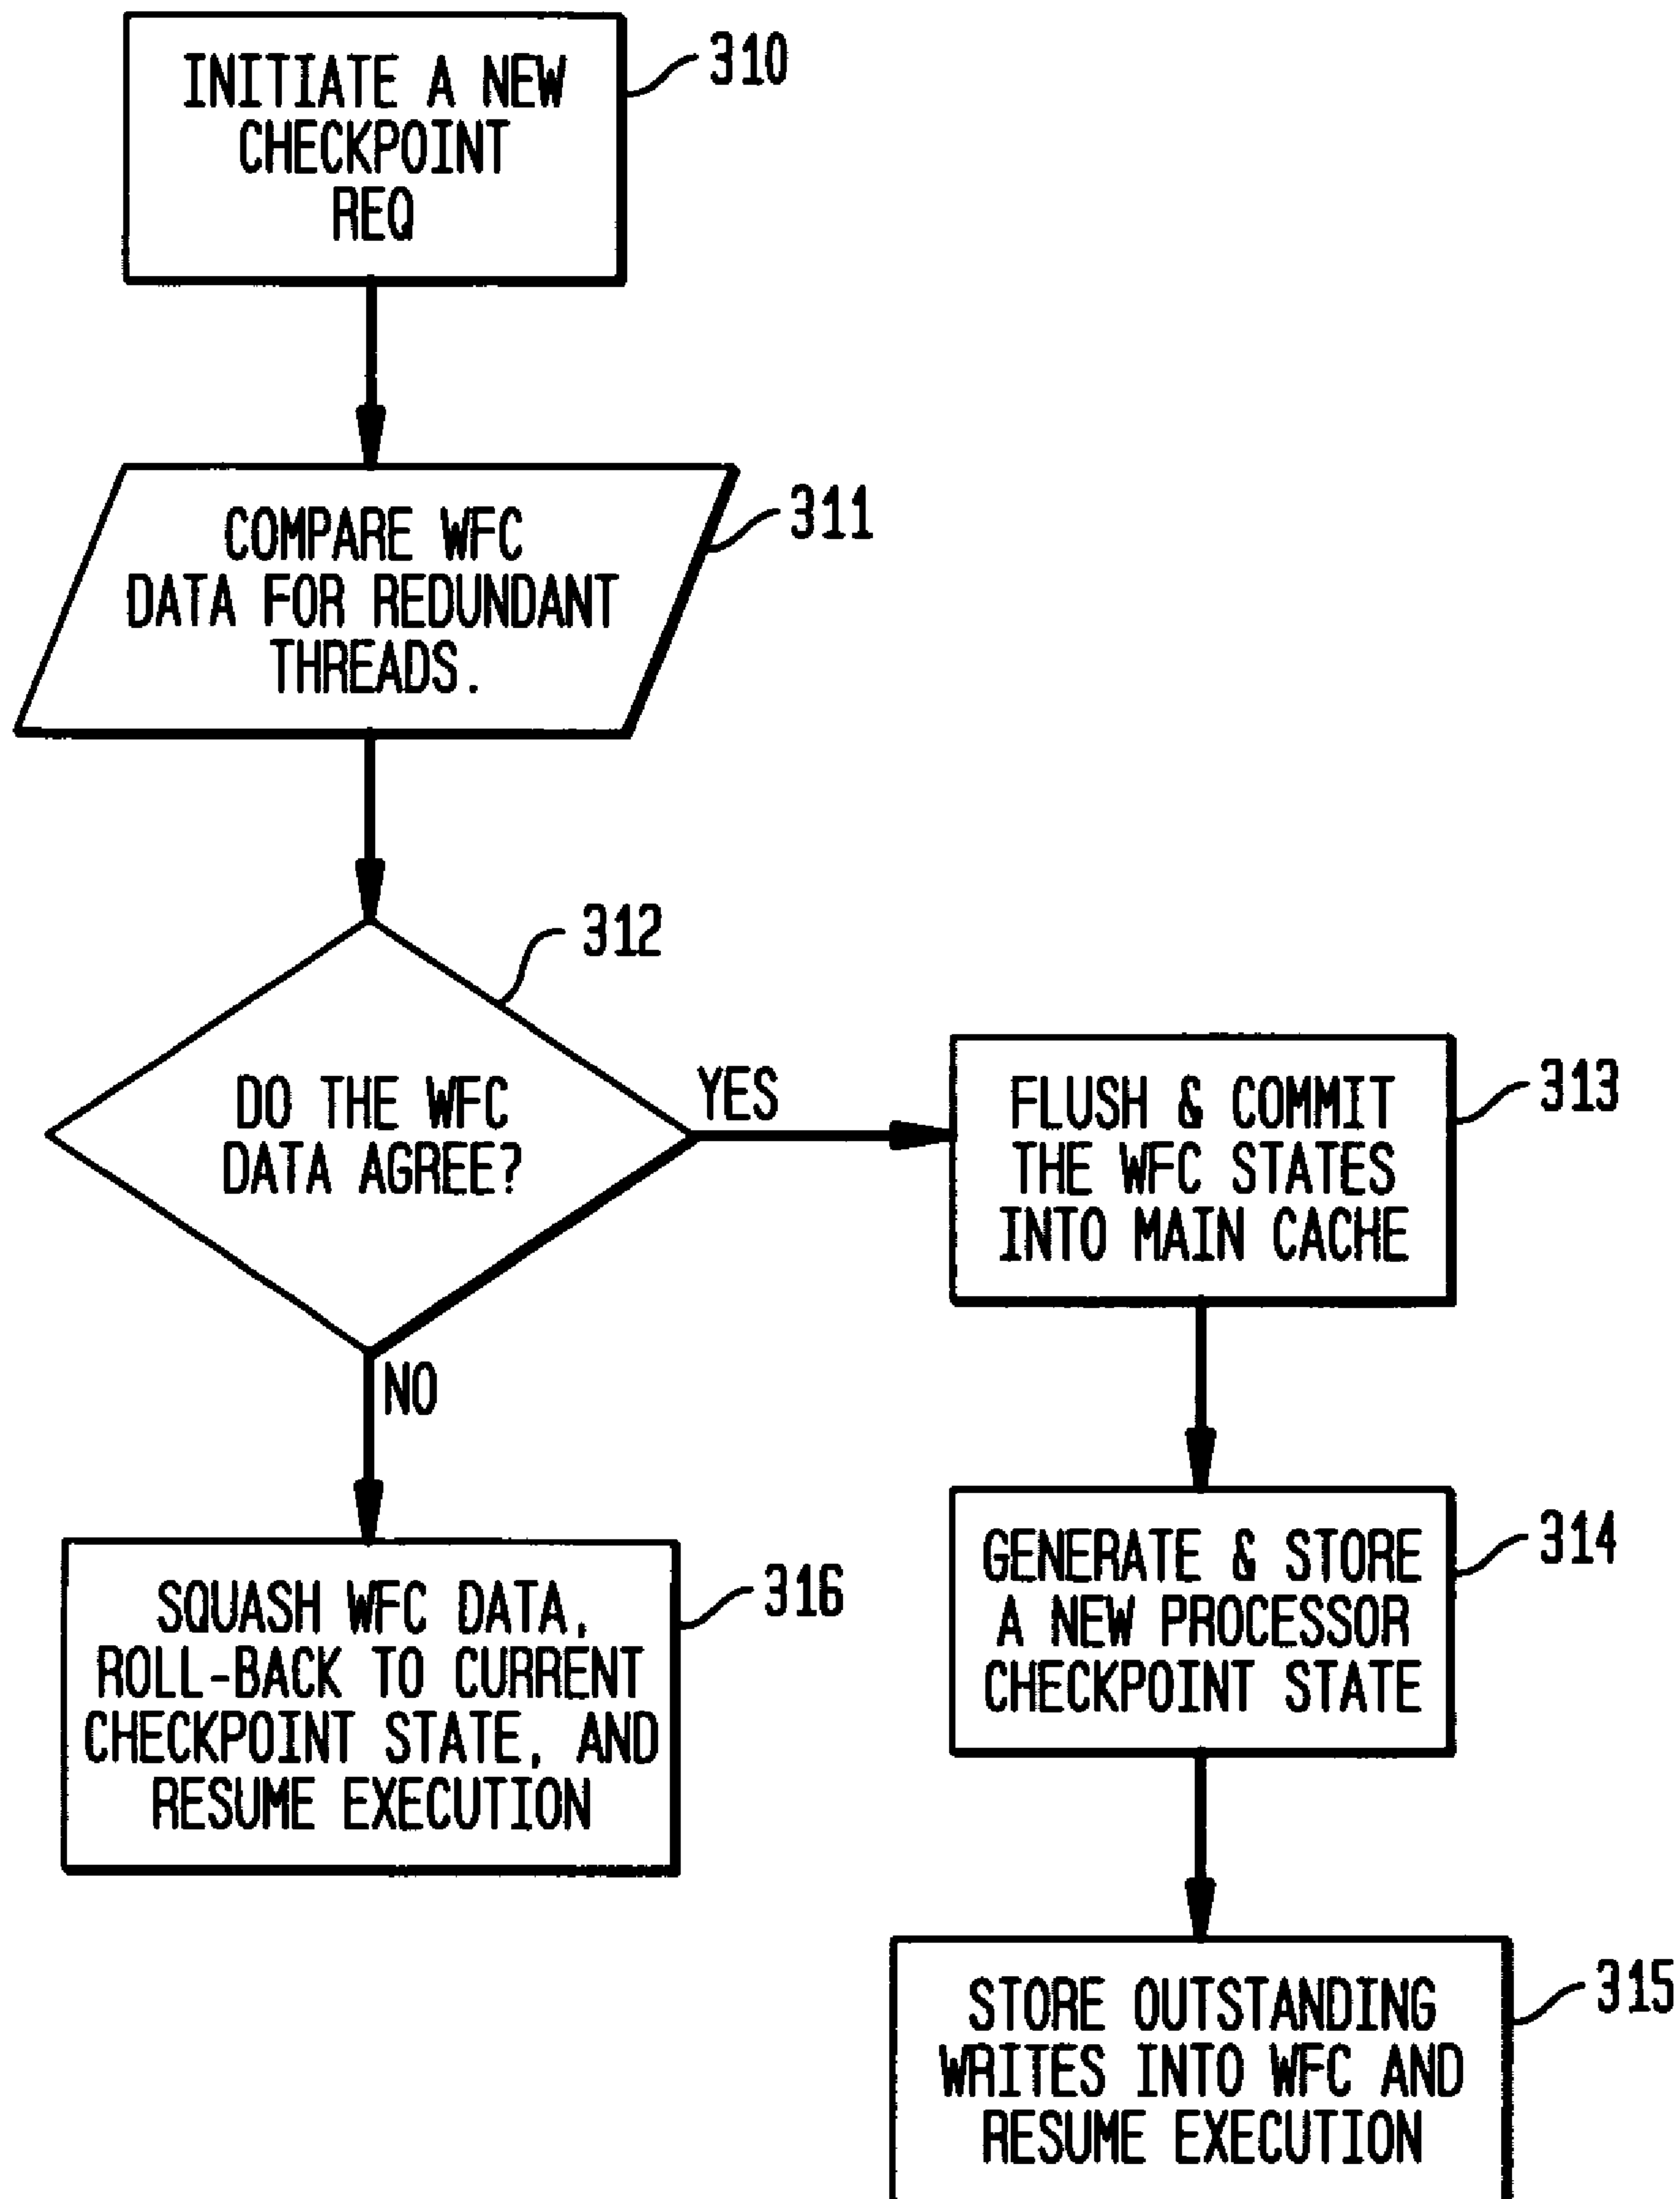 INITIATE A NEW
CHECKPOINT
REQ
310
COMPARE WFC
DATA FOR REDUNDANT
THREADS.
311
DO THE WFC
DATA AGREE?
312
YES
NO
FLUSH & COMMIT
THE WFC STATES
INTO MAIN CACHE
313
GENERATE & STORE
A NEW PROCESSOR
CHECKPOINT STATE
314
SQUASH WFC DATA,
ROLL-BACK TO CURRENT
CHECKPOINT STATE, AND
RESUME EXECUTION
316
STORE OUTSTANDING
WRITES INTO WFC AND
RESUME EXECUTION
315